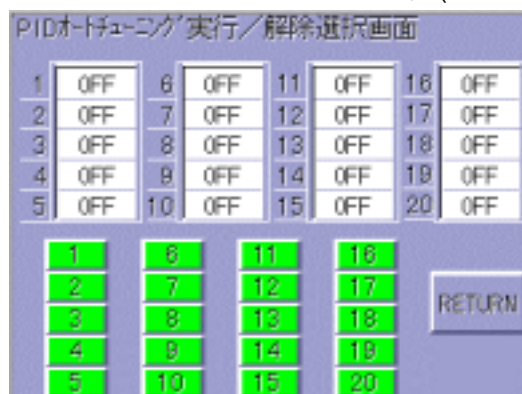 PIDｵｰﾄﾁｭｰﾆﾝｸﾞ実行／解除選択画面
1 OFF 6 OFF 11 OFF 16 OFF
2 OFF 7 OFF 12 OFF 17 OFF
3 OFF 8 OFF 13 OFF 18 OFF
4 OFF 9 OFF 14 OFF 19 OFF
5 OFF 10 OFF 15 OFF 20 OFF
1 6 11 16
2 7 12 17
3 8 13 18
RETURN
4 9 14 19
5 10 15 20